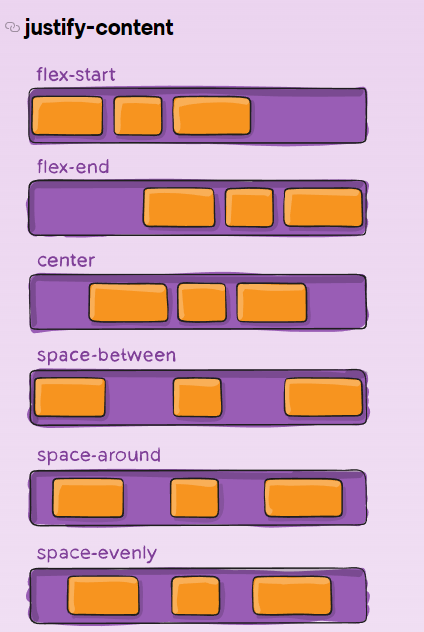 justify-content
flex-start
flex-end
center
space-between
space-around
space-evenly